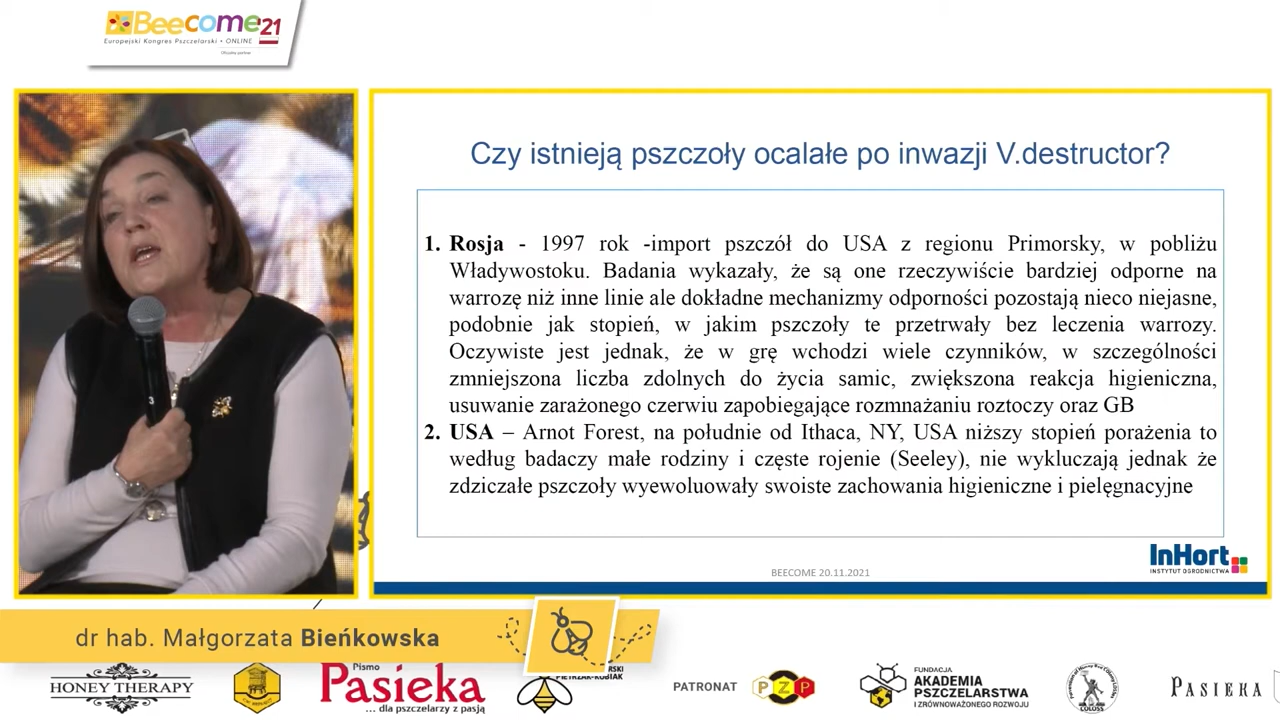 Beecome'21
Europejski Kongres Pszczelarski • ONLINE
Czy istnieją pszczoły ocalałe po inwazji V.destructor?
1. Rosja - 1997 rok -import pszczół do USA z regionu Primorsky, w pobliżu
Władywostoku. Badania wykazały, że są one rzeczywiście bardziej odporne na
warrozę niż inne linie ale dokładne mechanizmy odporności pozostają nieco niejasne,
podobnie jak stopień, w jakim pszczoły te przetrwały bez leczenia warrozy.
Oczywiste jest jednak, że w grę wchodzi wiele czynników, w szczególności
zmniejszona liczba zdolnych do życia samic, zwiększona reakcja higieniczna,
usuwanie zarażonego czerwiu zapobiegające rozmnażaniu roztoczy oraz GB
2. USA – Arnot Forest, na południe od Ithaca, NY, USA niższy stopień porażenia to
według badaczy małe rodziny i częste rojenie (Seeley), nie wykluczają jednak że
zdziczałe pszczoły wyewoluowały swoiste zachowania higieniczne i pielęgnacyjne
InHort
INSTYTUT OGRODNICTWA
BEECOME 20.11.2021
3
dr hab. Małgorzata Bieńkowska
HONEY THERAPY
Pismo
Pasieka
... dla pszczelarzy z pasją
PIETRZAK-KUBIAK
PATRONAT
PZP
FUNDACJA
AKADEMIA
PSZCZELARSTWA
I ZRÓWNOWAŻONEGO ROZWOJU
COLOSS
PASIEKA